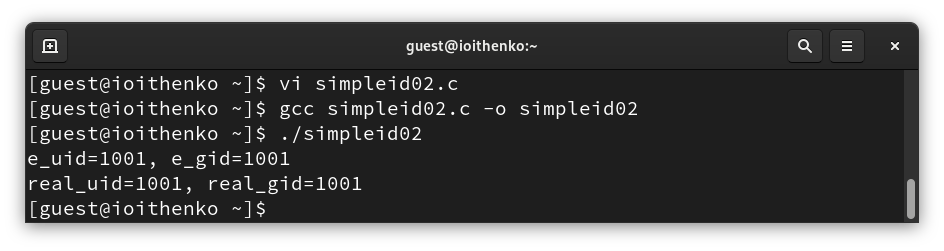 guest@ioithenko:~
[guest@ioithenko ~]$ vi simpleid02.c
[guest@ioithenko ~]$ gcc simpleid02.c -o simpleid02
[guest@ioithenko ~]$ ./simpleid02
e_uid=1001, e_gid=1001
real_uid=1001, real_gid=1001
[guest@ioithenko ~]$